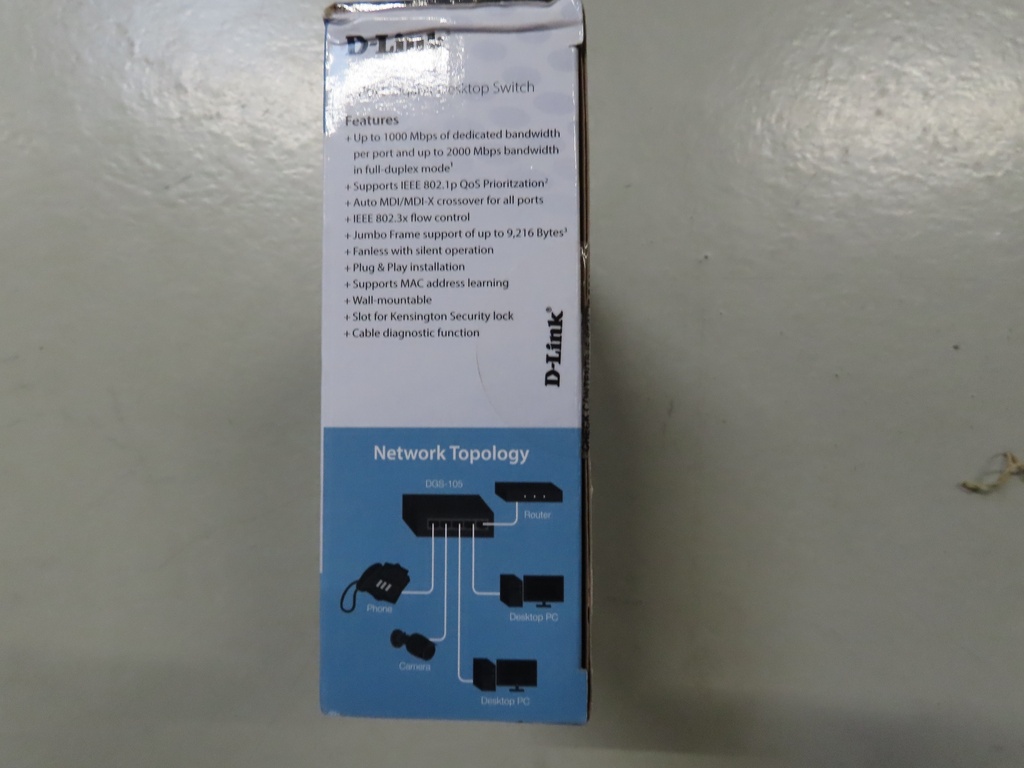 D-Link
Desktop Switch
Features
+ Up to 1000 Mbps of dedicated bandwidth
per port and up to 2000 Mbps bandwidth
in full-duplex mode¹
+ Supports IEEE 802.1p QoS Prioritzation²
+ Auto MDI/MDI-X crossover for all ports
+ IEEE 802.3x flow control
+ Jumbo Frame support of up to 9,216 Bytes³
+ Fanless with silent operation
+ Plug & Play installation
+ Supports MAC address learning
+ Wall-mountable
+ Slot for Kensington Security lock
+ Cable diagnostic function
D-Link®
Network Topology
DGS-105
Router
Phone
Desktop PC
Camera
Desktop PC